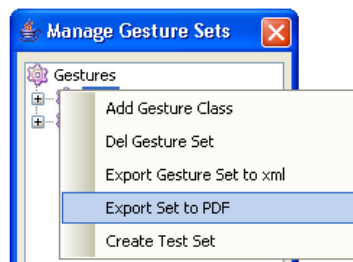 Manage Gesture Sets
Gestures
Add Gesture Class
Del Gesture Set
Export Gesture Set to xml
Export Set to PDF
Create Test Set